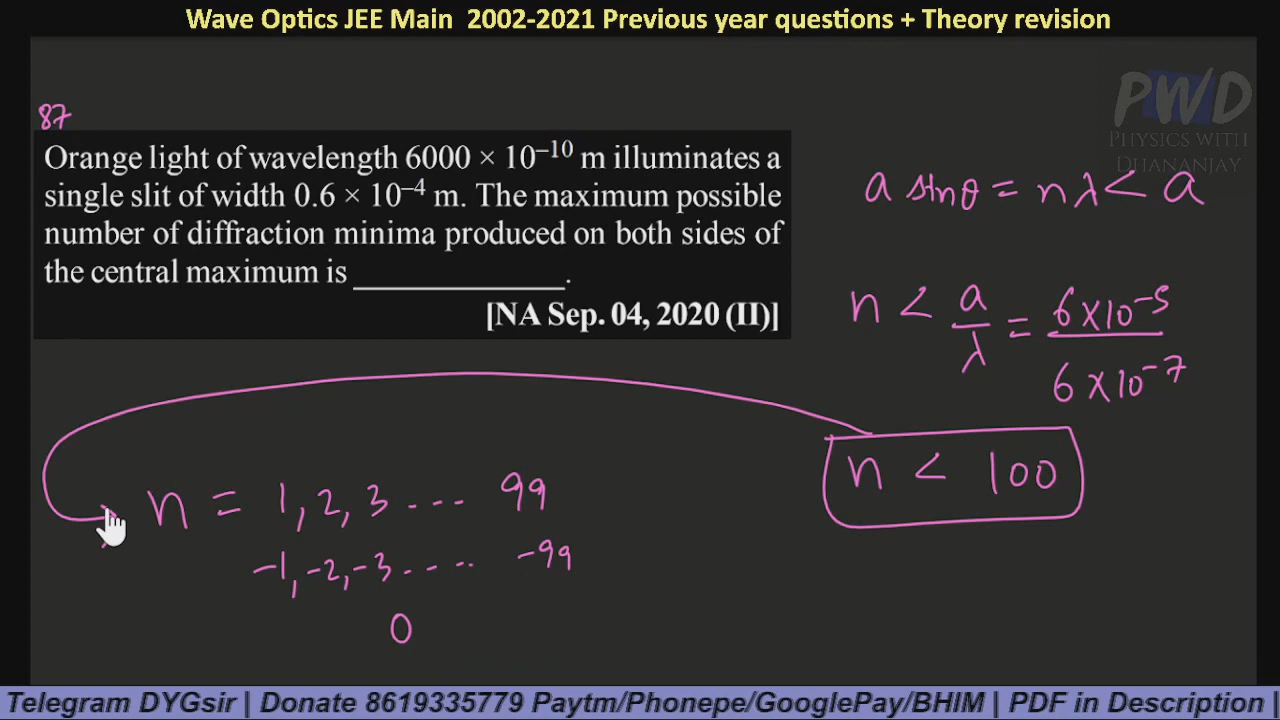 Wave Optics JEE Main 2002-2021 Previous year questions + Theory revision
PWD
PHYSICS WITH
DHANANJAY
87
Orange light of wavelength 6000 × 10⁻¹⁰ m illuminates a
single slit of width 0.6 × 10⁻⁴ m. The maximum possible
number of diffraction minima produced on both sides of
the central maximum is ____________.
[NA Sep. 04, 2020 (II)]
a sinθ = nλ < a
n < a/λ = 6×10⁻⁵ / 6×10⁻⁷
n < 100
n = 1, 2, 3 ... 99
-1, -2, -3 .... -99
0
Telegram DYGsir | Donate 8619335779 Paytm/Phonepe/GooglePay/BHIM | PDF in Description |